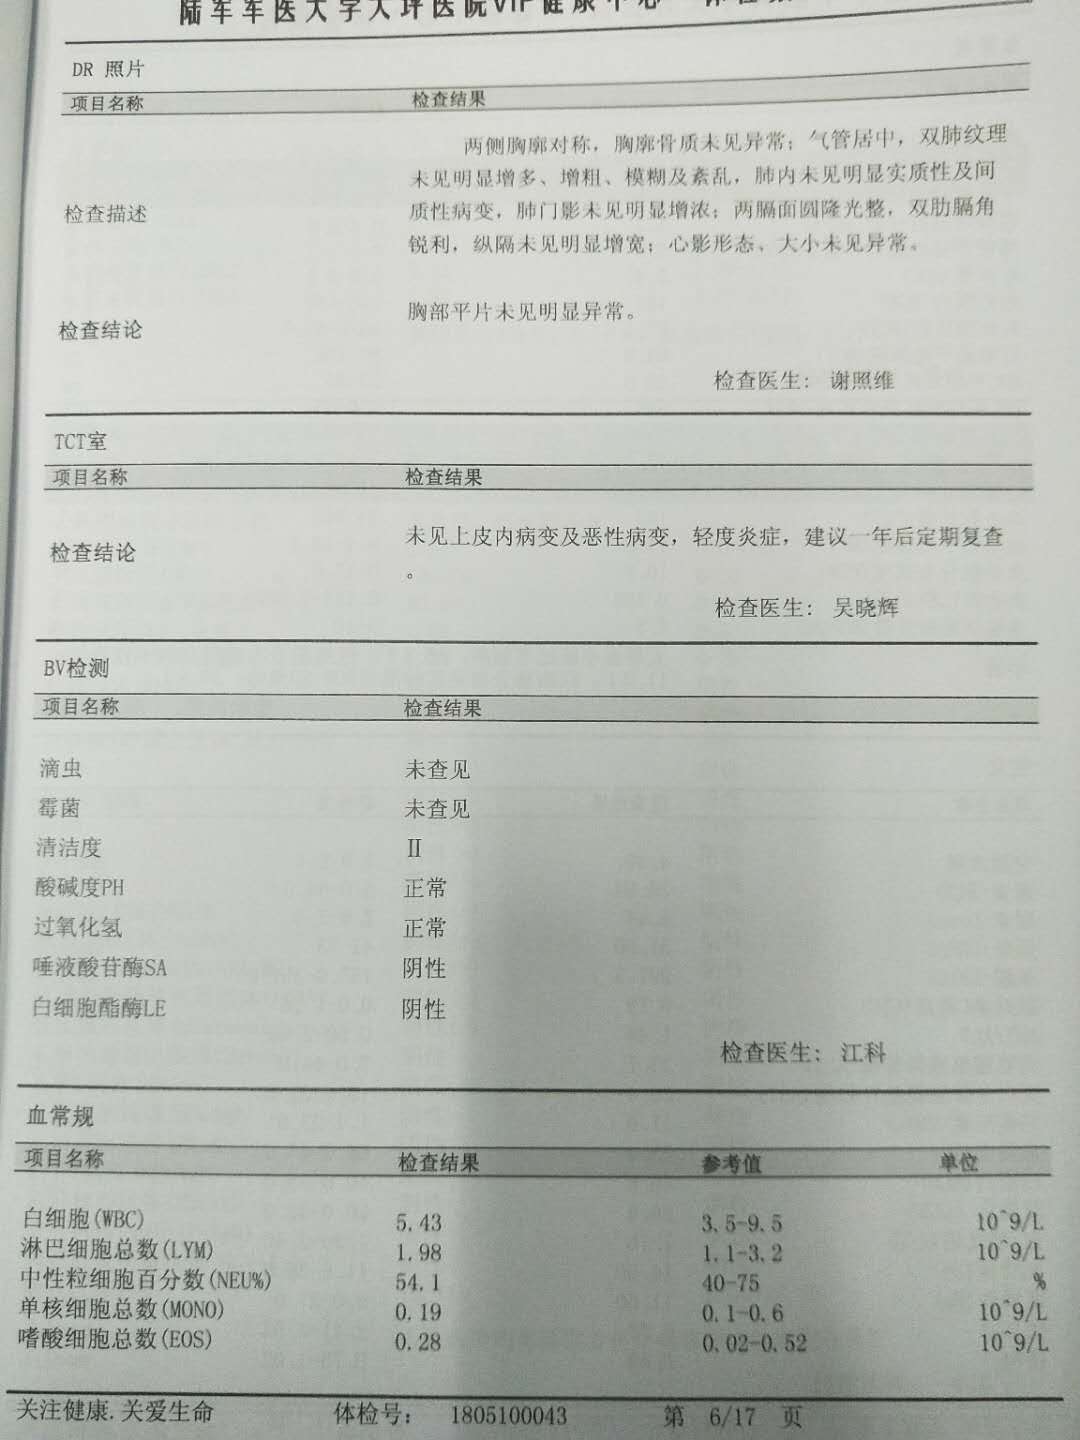 陆军军医大学大坪医院VIP健康中心
DR 照片
项目名称 检查结果
检查描述 两侧胸廓对称，胸廓骨质未见异常；气管居中，双肺纹理
未见明显增多、增粗、模糊及紊乱，肺内未见明显实质性及间
质性病变，肺门影未见明显增浓；两膈面圆隆光整，双肋膈角
锐利，纵隔未见明显增宽；心影形态、大小未见异常。
检查结论 胸部平片未见明显异常。
检查医生： 谢照维
TCT室
项目名称 检查结果
检查结论 未见上皮内病变及恶性病变，轻度炎症，建议一年后定期复查
。
检查医生： 吴晓辉
BV检测
项目名称 检查结果
滴虫 未查见
霉菌 未查见
清洁度 Ⅱ
酸碱度PH 正常
过氧化氢 正常
唾液酸苷酶SA 阴性
白细胞酯酶LE 阴性
检查医生： 江科
血常规
项目名称 检查结果 参考值 单位
白细胞(WBC) 5.43 3.5-9.5 10^9/L
淋巴细胞总数(LYM) 1.98 1.1-3.2 10^9/L
中性粒细胞百分数(NEU%) 54.1 40-75 %
单核细胞总数(MONO) 0.19 0.1-0.6 10^9/L
嗜酸细胞总数(EOS) 0.28 0.02-0.52 10^9/L
关注健康.关爱生命 体检号： 1805100043 第 6/17 页